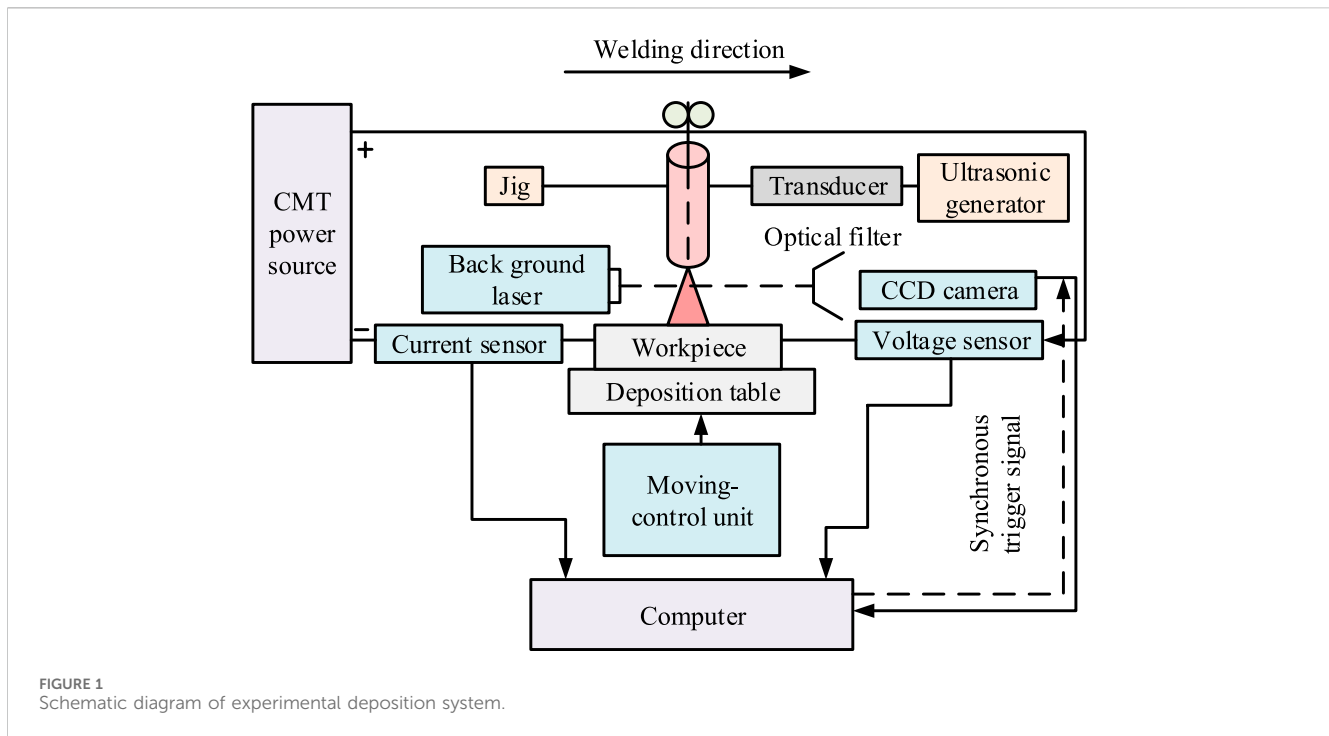 Welding direction
+
CMT
power
source
Jig
Transducer
Ultrasonic
generator
Optical filter
Back ground
laser
CCD camera
−
Current sensor
Workpiece
Voltage sensor
Deposition table
Moving-
control unit
Synchronous
trigger signal
Computer
FIGURE 1
Schematic diagram of experimental deposition system.